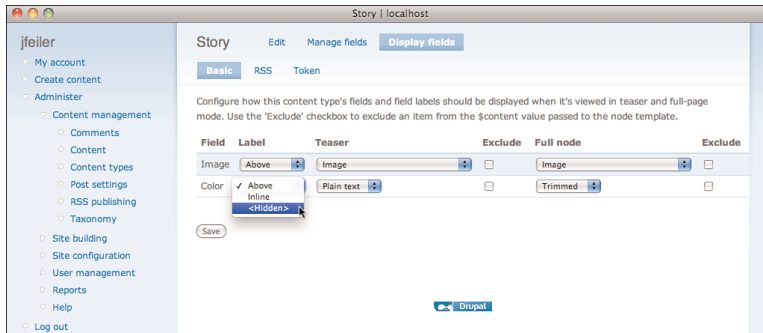 Story | localhost
jfeiler
My account
Create content
Administer
Content management
Comments
Content
Content types
Post settings
RSS publishing
Taxonomy
Site building
Site configuration
User management
Reports
Help
Log out
Story Edit Manage fields Display fields
Basic RSS Token
Configure how this content type's fields and field labels should be displayed when it's viewed in teaser and full-page
mode. Use the 'Exclude' checkbox to exclude an item from the $content value passed to the node template.
Field Label Teaser Exclude Full node Exclude
Image Above Image Image
Color Above Plain text Trimmed
Inline
<Hidden>
Save
Drupal